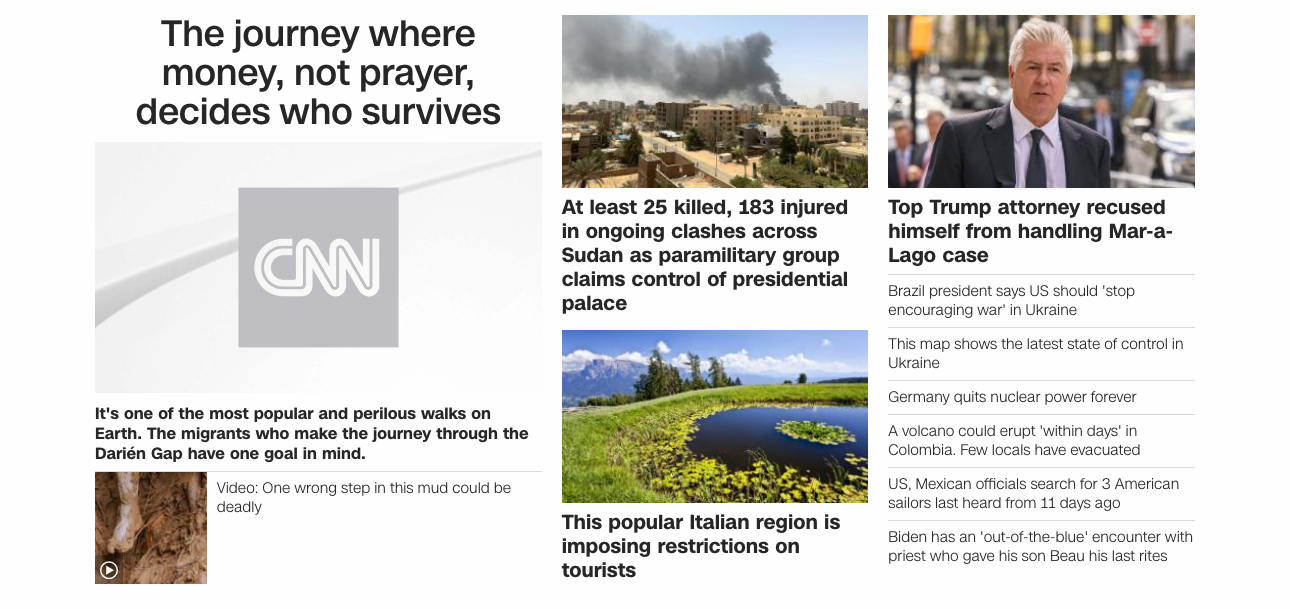 The journey where
money, not prayer,
decides who survives
CNN
It's one of the most popular and perilous walks on
Earth. The migrants who make the journey through the
Darién Gap have one goal in mind.
Video: One wrong step in this mud could be
deadly
At least 25 killed, 183 injured
in ongoing clashes across
Sudan as paramilitary group
claims control of presidential
palace
This popular Italian region is
imposing restrictions on
tourists
Top Trump attorney recused
himself from handling Mar-a-
Lago case
Brazil president says US should 'stop
encouraging war' in Ukraine
This map shows the latest state of control in
Ukraine
Germany quits nuclear power forever
A volcano could erupt 'within days' in
Colombia. Few locals have evacuated
US, Mexican officials search for 3 American
sailors last heard from 11 days ago
Biden has an 'out-of-the-blue' encounter with
priest who gave his son Beau his last rites